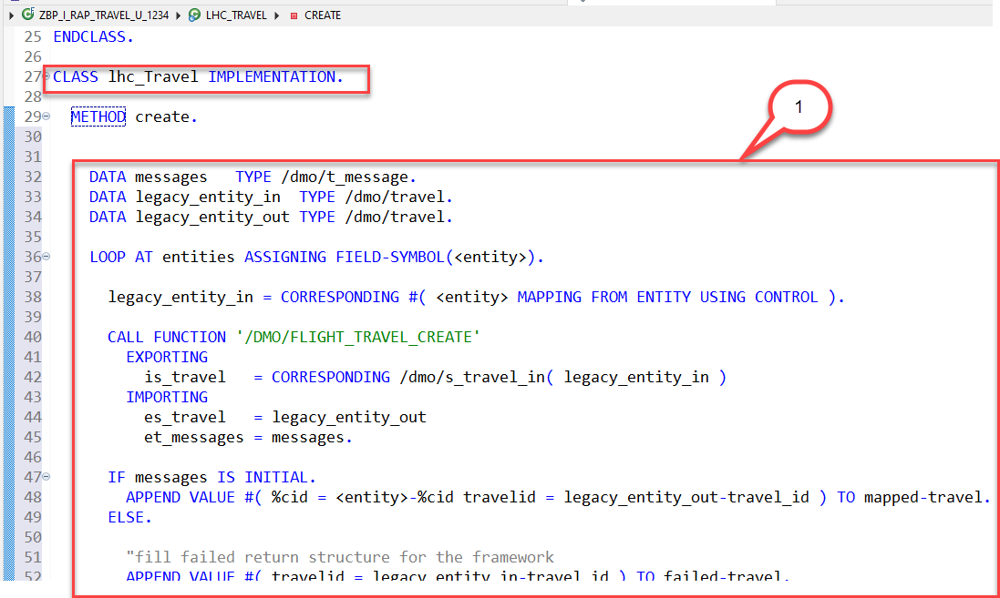 ZBP_I_RAP_TRAVEL_U_1234 LHC_TRAVEL CREATE
25 ENDCLASS.
26
27 CLASS lhc_Travel IMPLEMENTATION.
28
1
29 METHOD create.
30
31
32 DATA messages TYPE /dmo/t_message.
33 DATA legacy_entity_in TYPE /dmo/travel.
34 DATA legacy_entity_out TYPE /dmo/travel.
35
36 LOOP AT entities ASSIGNING FIELD-SYMBOL(<entity>).
37
38 legacy_entity_in = CORRESPONDING #( <entity> MAPPING FROM ENTITY USING CONTROL ).
39
40 CALL FUNCTION '/DMO/FLIGHT_TRAVEL_CREATE'
41 EXPORTING
42 is_travel = CORRESPONDING /dmo/s_travel_in( legacy_entity_in )
43 IMPORTING
44 es_travel = legacy_entity_out
45 et_messages = messages.
46
47 IF messages IS INITIAL.
48 APPEND VALUE #( %cid = <entity>-%cid travelid = legacy_entity_out-travel_id ) TO mapped-travel.
49 ELSE.
50
51 "fill failed return structure for the framework
52 APPEND VALUE #( travelid = legacy_entity_in-travel_id ) TO failed-travel.